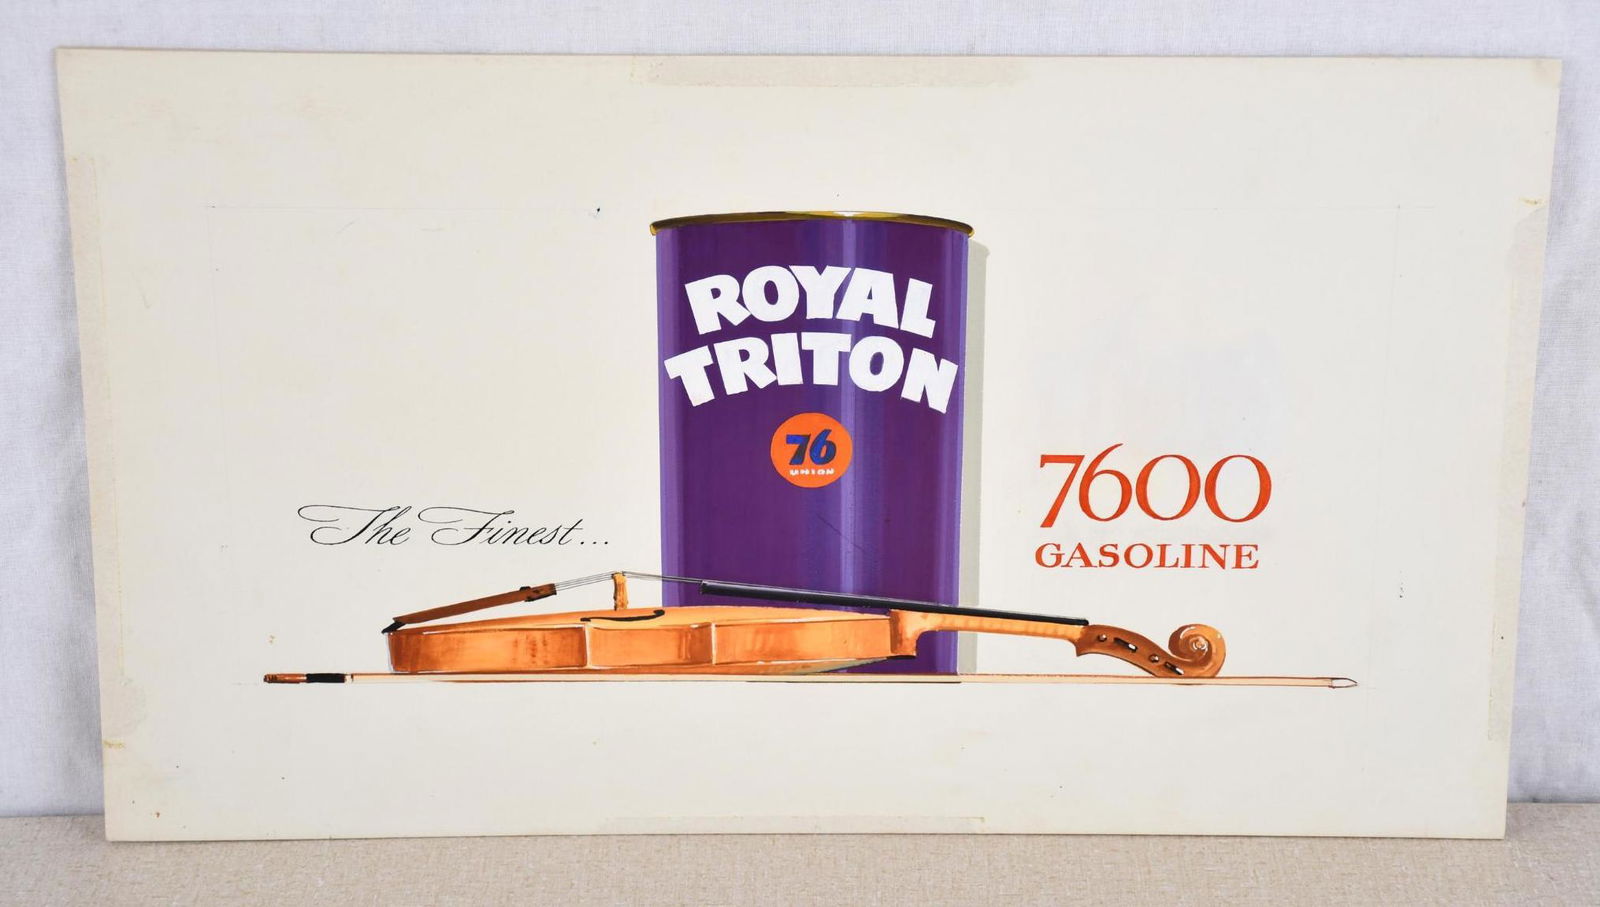 ROYAL
TRITON
76
UNION
The Finest...
7600
GASOLINE